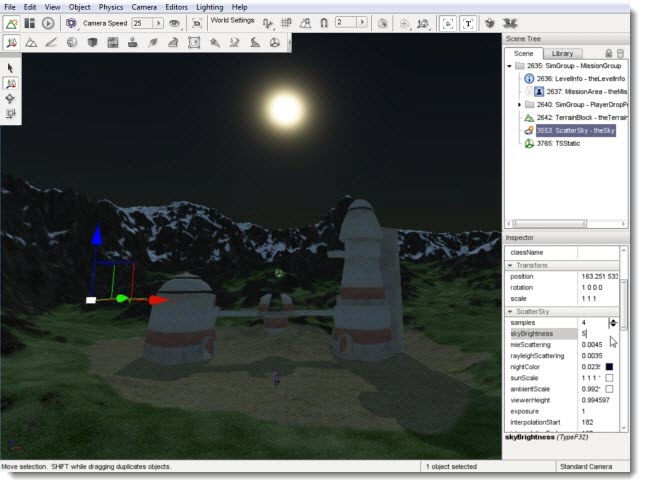 File Edit View Object Physics Camera Editors Lighting Help
Camera Speed 25 World Settings 2
T
Scene Tree
Scene Library
2635: SimGroup - MissionGroup
2636: LevelInfo - theLevelInfo
2637: MissionArea - theMis
2640: SimGroup - PlayerDropP
2642: TerrainBlock - theTerrain
3553: ScatterSky - theSky
3765: TSStatic
Inspector
className
Transform
position 163.251 533
rotation 1 0 0 0
scale 1 1 1
ScatterSky
samples 4
skyBrightness 5
mieScattering 0.0045
rayleighScattering 0.0035
nightColor 0.023
sunScale 1 1 1
ambientScale 0.992
viewerHeight 0.994597
exposure 1
interpolationStart 182
skyBrightness (TypeF32)
Move selection. SHIFT while dragging duplicates objects. 1 object selected Standard Camera